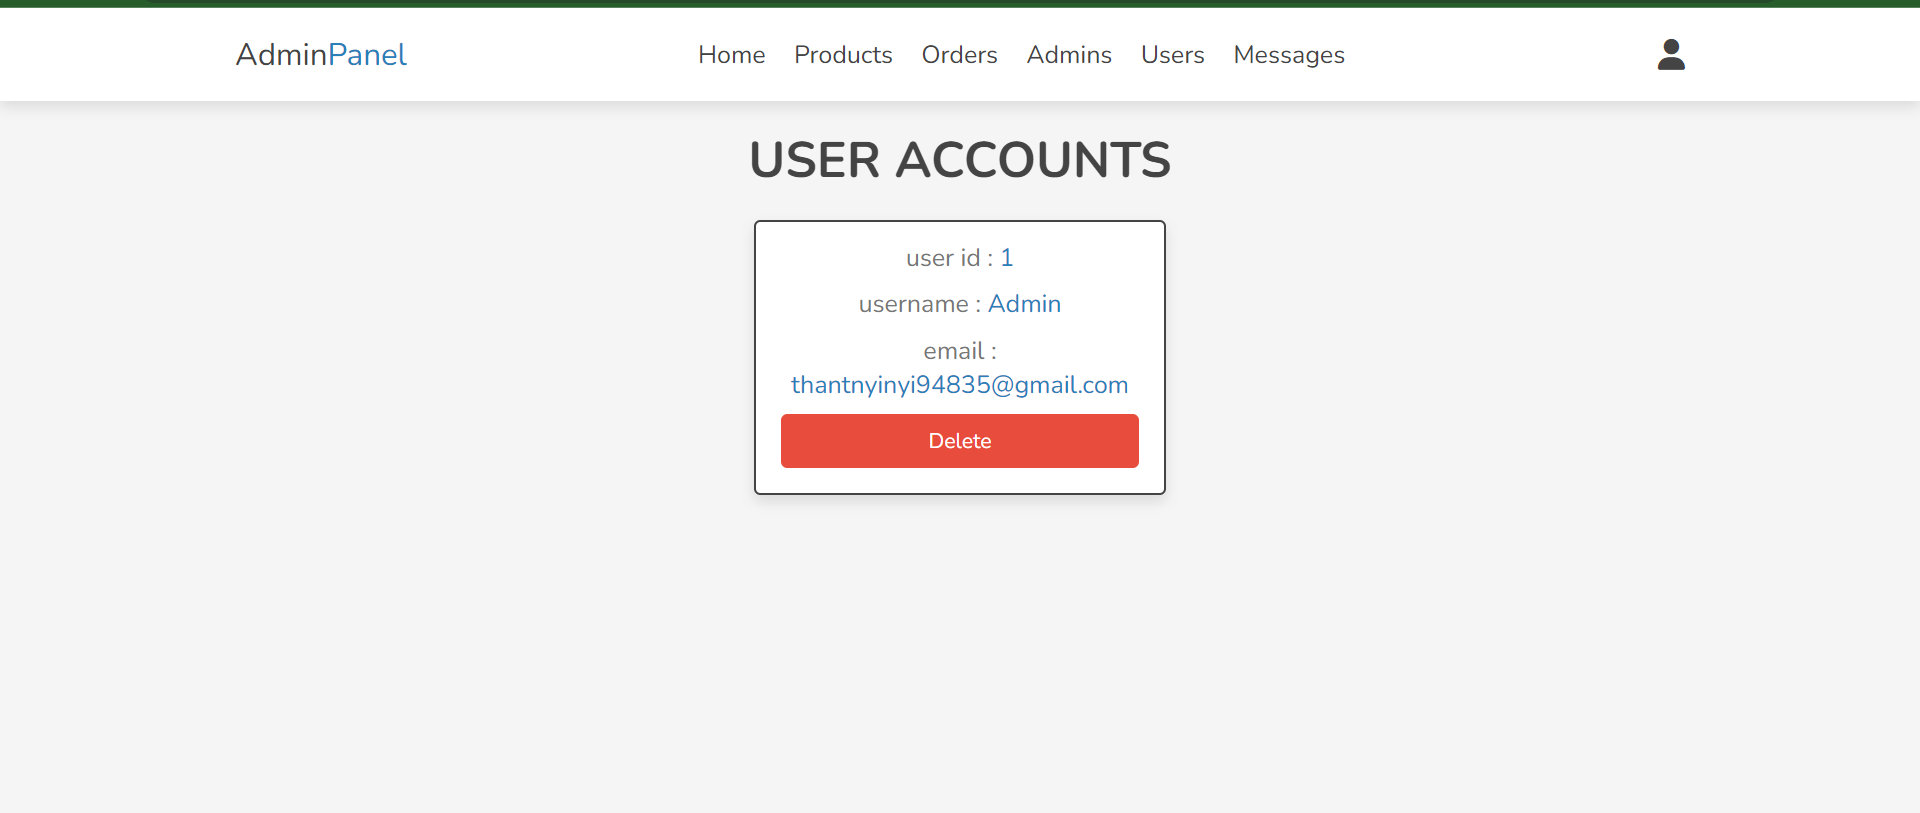 AdminPanel
Home Products Orders Admins Users Messages
USER ACCOUNTS
user id : 1
username : Admin
email :
thantnyinyi94835@gmail.com
Delete